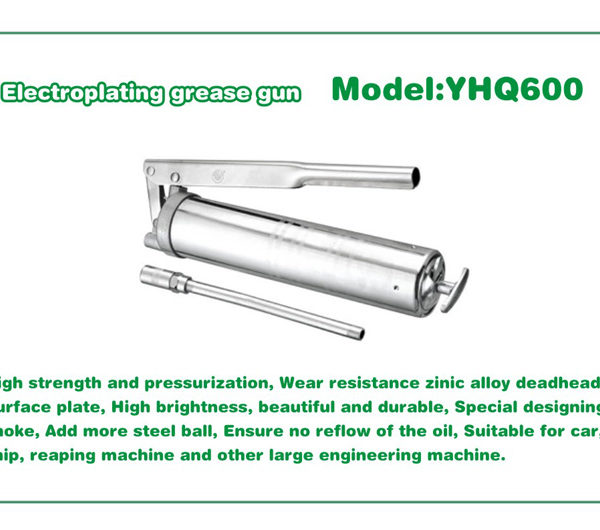 Electroplating grease gun Model:YHQ600
igh strength and pressurization, Wear resistance zinic alloy deadhead
urface plate, High brightness, beautiful and durable, Special designing
hoke, Add more steel ball, Ensure no reflow of the oil, Suitable for car,
hip, reaping machine and other large engineering machine.